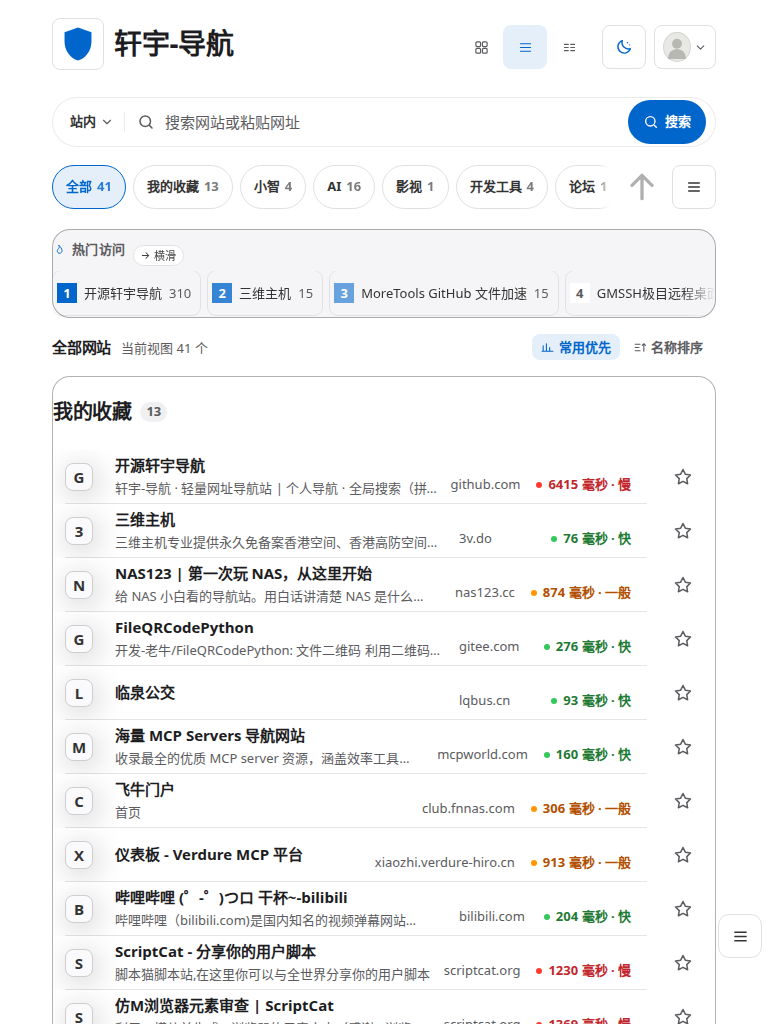 轩宇-导航
站内 搜索网站或粘贴网址 搜索
全部 41 我的收藏 13 小智 4 AI 16 影视 1 开发工具 4 论坛 1
热门访问 → 横滑
1 开源轩宇导航 310 2 三维主机 15 3 MoreTools GitHub 文件加速 15 4 GMSSH极目远程桌面
全部网站 当前视图 41 个 常用优先 名称排序
我的收藏 13
G 开源轩宇导航
轩宇-导航 · 轻量网址导航站 | 个人导航 · 全局搜索（拼... github.com 6415 毫秒 · 慢
3 三维主机
三维主机专业提供永久免备案香港空间、香港高防空间... 3v.do 76 毫秒 · 快
N NAS123 | 第一次玩 NAS，从这里开始
给 NAS 小白看的导航站。用白话讲清楚 NAS 是什么... nas123.cc 874 毫秒 · 一般
G FileQRCodePython
开发-老牛/FileQRCodePython: 文件二维码 利用二维码... gitee.com 276 毫秒 · 快
L 临泉公交 lqbus.cn 93 毫秒 · 快
M 海量 MCP Servers 导航网站
收录最全的优质 MCP server 资源，涵盖效率工具... mcpworld.com 160 毫秒 · 快
C 飞牛门户
首页 club.fnnas.com 306 毫秒 · 一般
X 仪表板 - Verdure MCP 平台 xiaozhi.verdure-hiro.cn 913 毫秒 · 一般
B 哔哩哔哩 (゜-゜)つロ 干杯~-bilibili
哔哩哔哩（bilibili.com)是国内知名的视频弹幕网站... bilibili.com 204 毫秒 · 快
S ScriptCat - 分享你的用户脚本
脚本猫脚本站,在这里你可以与全世界分享你的用户脚本 scriptcat.org 1230 毫秒 · 慢
S 仿M浏览器元素审查 | ScriptCat